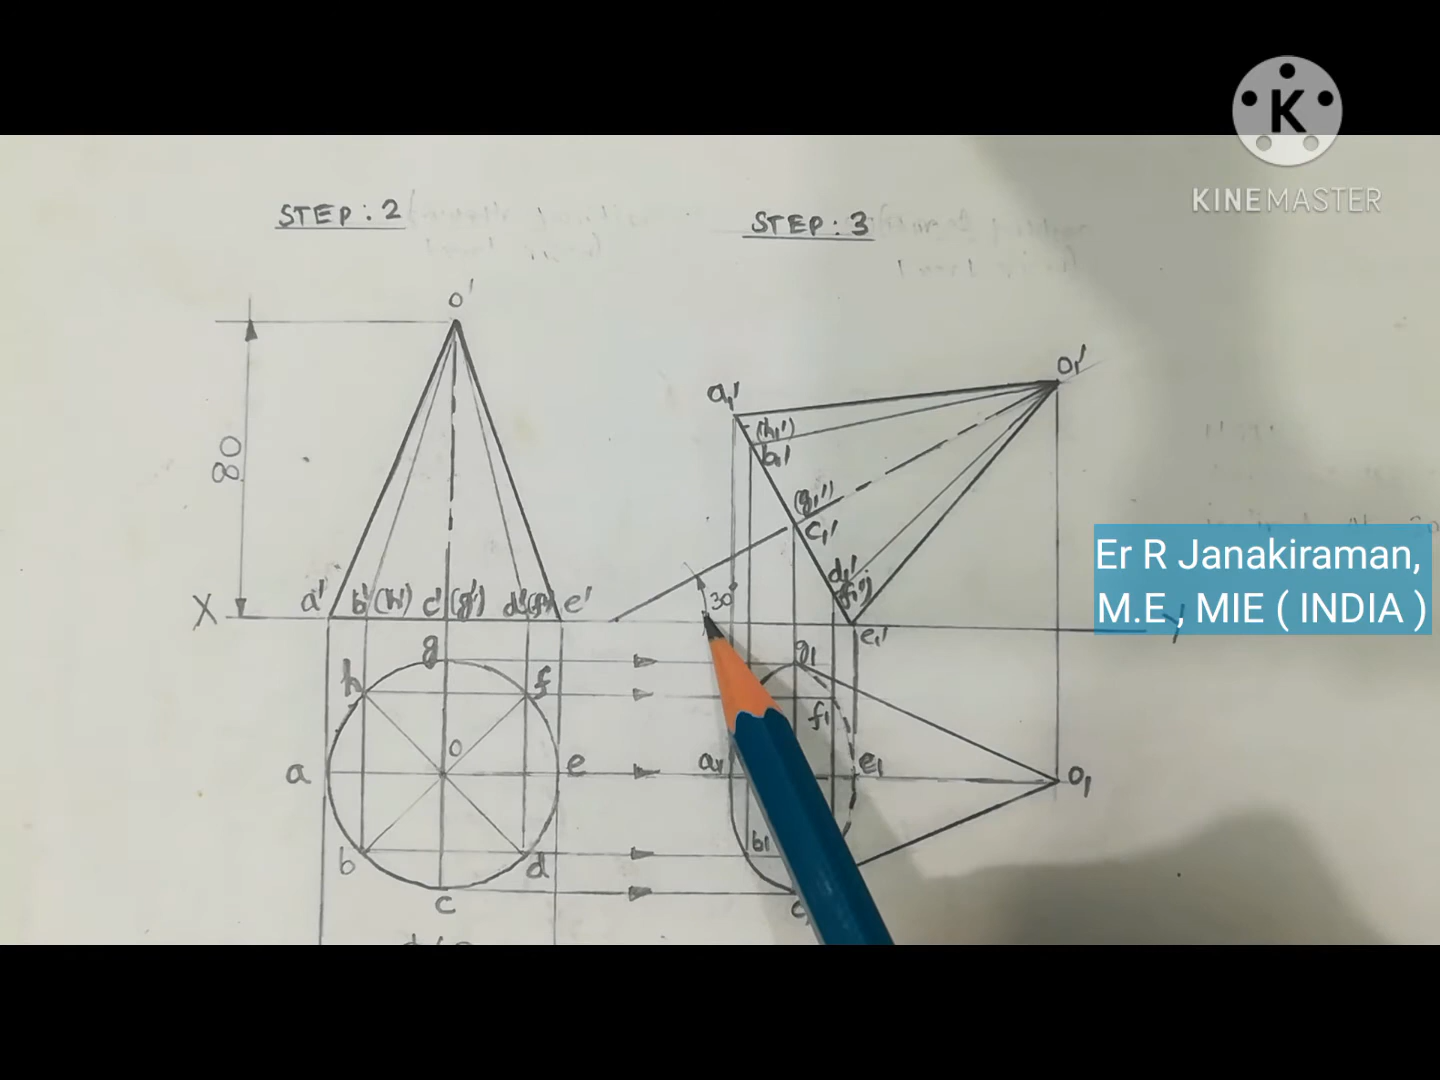 KINEMASTER
STEP : 2
STEP : 3
o'
o₁'
a₁'
(h₁')
b₁'
80
(g₁')
c₁'
d₁'
(f₁')
30°
Er R Janakiraman,
M.E , MIE ( INDIA )
X
a' b'(h') c'(g') d'(f') e'
e₁'
Y
g
g₁
h
f
f₁
o
a
e
a₁
e₁
o₁
b
d
b₁
c